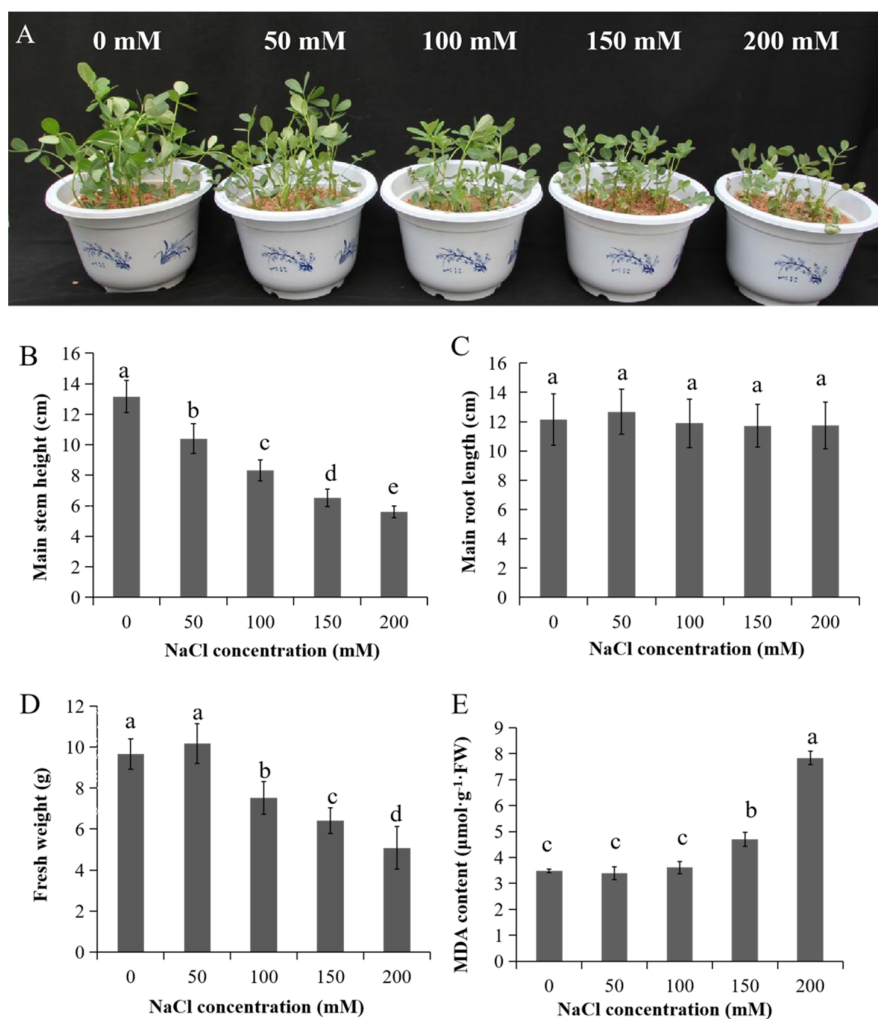 A
0 mM 50 mM 100 mM 150 mM 200 mM
B
16
14
12
10
8
6
4
2
0
Main stem height (cm)
a
b
c
d
e
0 50 100 150 200
NaCl concentration (mM)
C
16
14
12
10
8
6
4
2
0
Main root length (cm)
a a a a a
0 50 100 150 200
NaCl concentration (mM)
D
12
10
8
6
4
2
0
Fresh weight (g)
a a
b
c
d
0 50 100 150 200
NaCl concentration (mM)
E
9
8
7
6
5
4
3
2
1
0
MDA content (μmol·g⁻¹·FW)
c c c
b
a
0 50 100 150 200
NaCl concentration (mM)